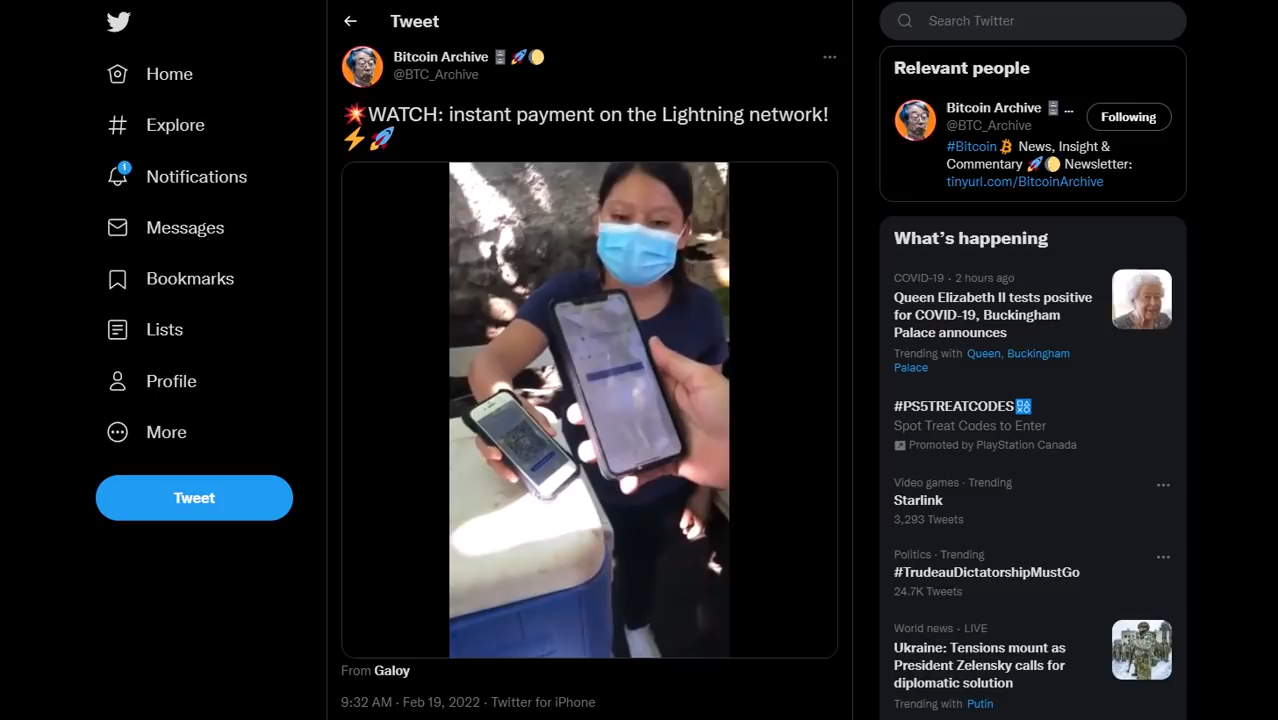 Home
Explore
1
Notifications
Messages
Bookmarks
Lists
Profile
More
Tweet
Tweet
Bitcoin Archive 🗄️🚀🌔
@BTC_Archive
💥WATCH: instant payment on the Lightning network!
⚡🚀
From Galoy
9:32 AM · Feb 19, 2022 · Twitter for iPhone
Search Twitter
Relevant people
Bitcoin Archive 🗄️ ...
@BTC_Archive
Following
#Bitcoin ₿ News, Insight &
Commentary 🚀🌔 Newsletter:
tinyurl.com/BitcoinArchive
What's happening
COVID-19 · 2 hours ago
Queen Elizabeth II tests positive
for COVID-19, Buckingham
Palace announces
Trending with Queen, Buckingham
Palace
#PS5TREATCODES
Spot Treat Codes to Enter
Promoted by PlayStation Canada
Video games · Trending
Starlink
3,293 Tweets
Politics · Trending
#TrudeauDictatorshipMustGo
24.7K Tweets
World news · LIVE
Ukraine: Tensions mount as
President Zelensky calls for
diplomatic solution
Trending with Putin